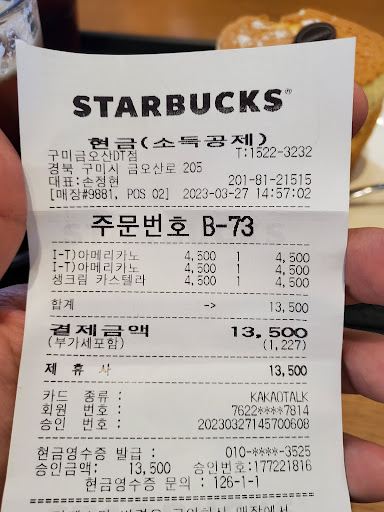 STARBUCKS®
현금(소득공제)
구미금오산DT점 T:1522-3232
경북 구미시 금오산로 205
대표:손정현 201-81-21515
[매장#9881, POS 02] 2023-03-27 14:57:02
주문번호 B-73
I-T)아메리카노 4,500 1 4,500
I-T)아메리카노 4,500 1 4,500
생크림 카스텔라 4,500 1 4,500
합계 -> 13,500
결제금액 13,500
(부가세포함) (1,227)
제 휴 사 13,500
카드 종류 : KAKAOTALK
회원 번호 : 7622****7814
승인 번호 : 20230327145700608
현금영수증 발급 : 010-****-3525
승인금액: 13,500 승인번호:177221816
현금영수증 문의 : 126-1-1